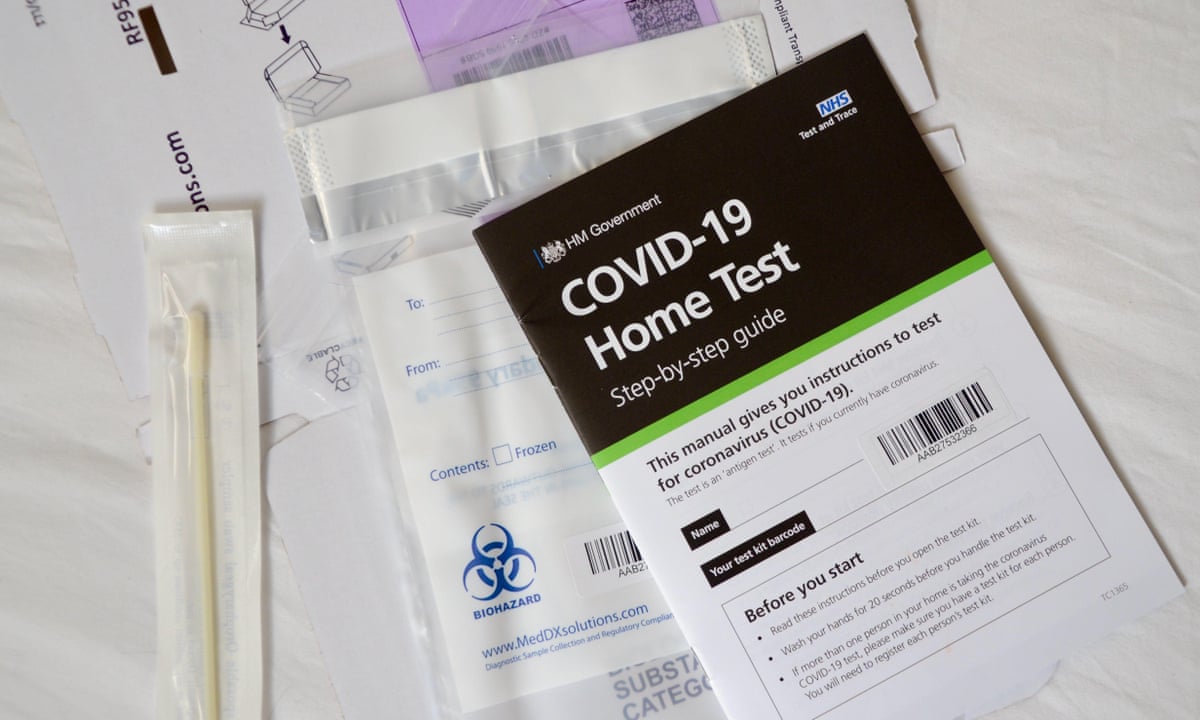 RF95
ons.com
NHS
Test and Trace
HM Government
COVID-19
Home Test
Step-by-step guide
This manual gives you instructions to test
for coronavirus (COVID-19).
The test is an 'antigen test'. It tests if you currently have coronavirus.
AAB27532366
Name
Your test kit barcode
Before you start
• Read these instructions before you open the test kit.
• Wash your hands for 20 seconds before you handle the test kit.
• If more than one person in your home is taking the coronavirus
COVID-19 test, please make sure you have a test kit for each person.
You will need to register each person's test kit.
TC1365
To:
From:
Contents:
Frozen
BIOHAZARD
AAB27
www.MedDXsolutions.com
Diagnostic Sample Collection and Regulatory Complian
SUBSTA
CATEGO